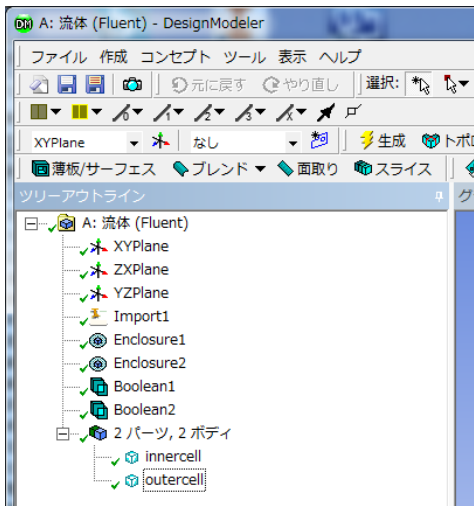 A: 流体 (Fluent) - DesignModeler
ファイル 作成 コンセプト ツール 表示 ヘルプ
元に戻す やり直し 選択:
XYPlane なし 生成 トポロ
薄板/サーフェス ブレンド 面取り スライス
ツリーアウトライン グ
A: 流体 (Fluent)
XYPlane
ZXPlane
YZPlane
Import1
Enclosure1
Enclosure2
Boolean1
Boolean2
2 パーツ, 2 ボディ
innercell
outercell